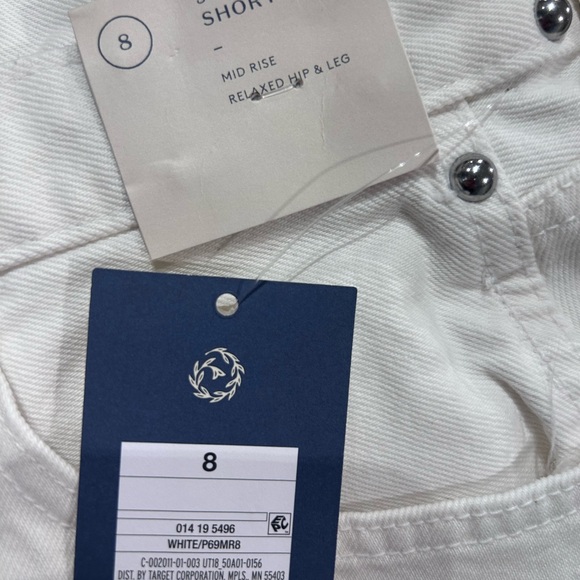 SHORT
8
MID RISE
RELAXED HIP & LEG
8
014 19 5496
WHITE/P69MR8
C-002011-01-003 UT18_50A01-0156
DIST. BY TARGET CORPORATION, MPLS., MN 55403